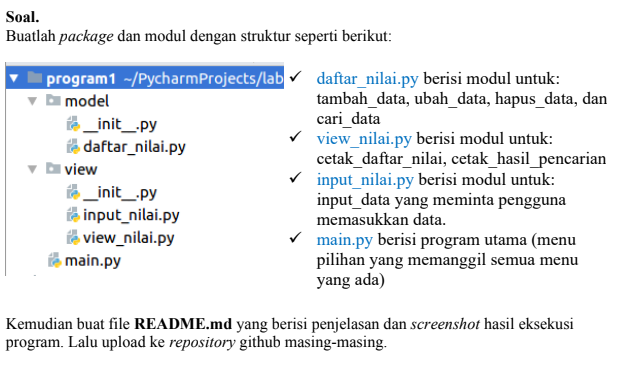 Soal.
Buatlah package dan modul dengan struktur seperti berikut:
program1 ~/PycharmProjects/lab
model
__init__.py
daftar_nilai.py
view
__init__.py
input_nilai.py
view_nilai.py
main.py
✓ daftar_nilai.py berisi modul untuk:
tambah_data, ubah_data, hapus_data, dan
cari_data
✓ view_nilai.py berisi modul untuk:
cetak_daftar_nilai, cetak_hasil_pencarian
✓ input_nilai.py berisi modul untuk:
input_data yang meminta pengguna
memasukkan data.
✓ main.py berisi program utama (menu
pilihan yang memanggil semua menu
yang ada)
Kemudian buat file README.md yang berisi penjelasan dan screenshot hasil eksekusi
program. Lalu upload ke repository github masing-masing.